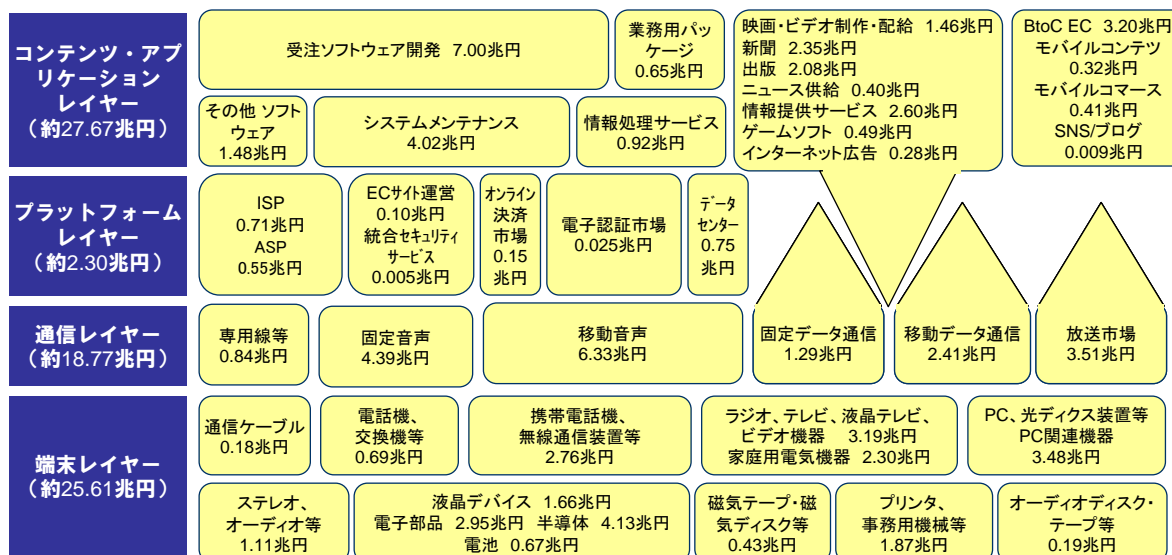 コンテンツ・アプ
リケーション
レイヤー
(約27.67兆円)
受注ソフトウェア開発 7.00兆円
業務用パッ
ケージ
0.65兆円
映画・ビデオ制作・配給 1.46兆円
新聞 2.35兆円
出版 2.08兆円
ニュース供給 0.40兆円
情報提供サービス 2.60兆円
ゲームソフト 0.49兆円
インターネット広告 0.28兆円
BtoC EC 3.20兆円
モバイルコンテツ
0.32兆円
モバイルコマース
0.41兆円
SNS/ブログ
0.009兆円
その他 ソフト
ウェア
1.48兆円
システムメンテナンス
4.02兆円
情報処理サービス
0.92兆円
プラットフォーム
レイヤー
(約2.30兆円)
ISP
0.71兆円
ASP
0.55兆円
ECサイト運営
0.10兆円
統合セキュリティ
サービス
0.005兆円
オンライン
決済
市場
0.15
兆円
電子認証市場
0.025兆円
データ
センター
0.75
兆円
通信レイヤー
(約18.77兆円)
専用線等
0.84兆円
固定音声
4.39兆円
移動音声
6.33兆円
固定データ通信
1.29兆円
移動データ通信
2.41兆円
放送市場
3.51兆円
端末レイヤー
(約25.61兆円)
通信ケーブル
0.18兆円
電話機、
交換機等
0.69兆円
携帯電話機、
無線通信装置等
2.76兆円
ラジオ、テレビ、液晶テレビ、
ビデオ機器 3.19兆円
家庭用電気機器 2.30兆円
PC、光ディクス装置等
PC関連機器
3.48兆円
ステレオ、
オーディオ等
1.11兆円
液晶デバイス 1.66兆円
電子部品 2.95兆円 半導体 4.13兆円
電池 0.67兆円
磁気テープ・磁
気ディスク等
0.43兆円
プリンタ、
事務用機械等
1.87兆円
オーディオディスク・
テープ等
0.19兆円